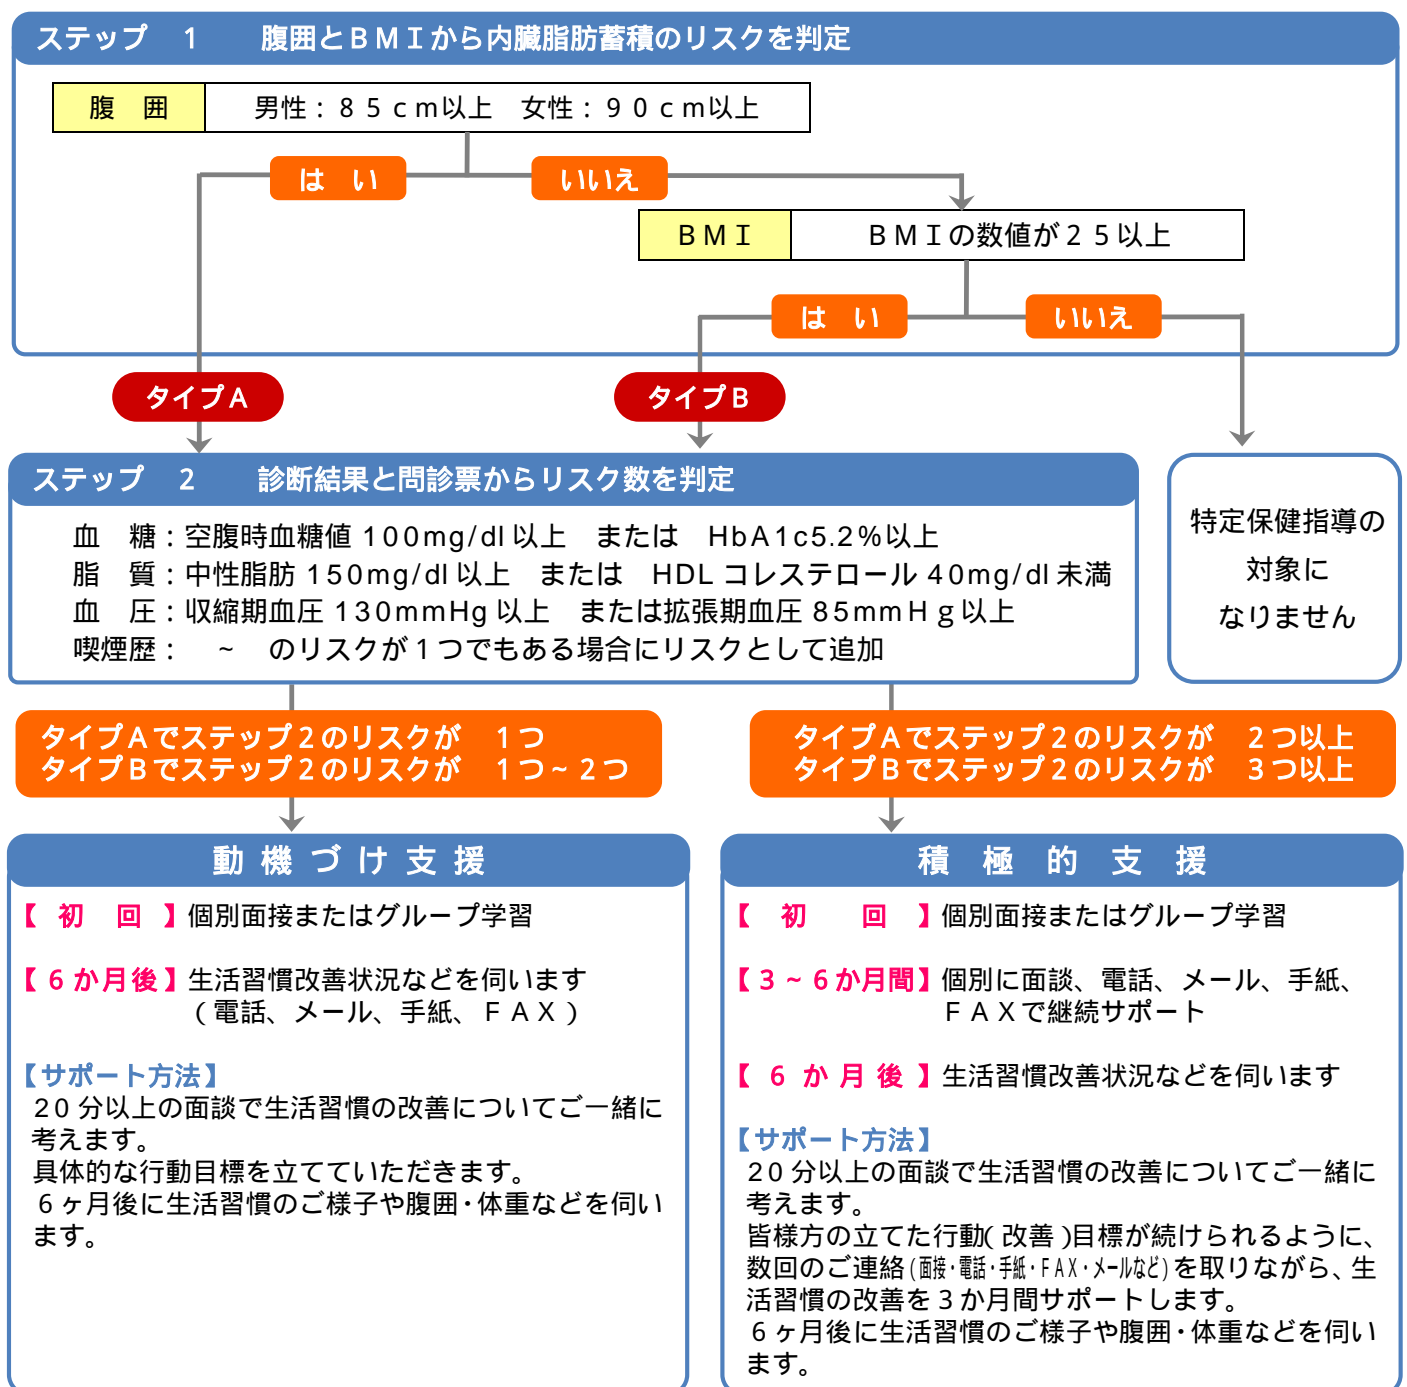 ステップ　1　　腹囲とＢＭＩから内臓脂肪蓄積のリスクを判定
腹　囲　男性：８５ｃｍ以上　女性：９０ｃｍ以上
は　い　いいえ
ＢＭＩ　ＢＭＩの数値が２５以上
は　い　いいえ
タイプＡ　タイプＢ
ステップ　2　　診断結果と問診票からリスク数を判定
血　糖：空腹時血糖値 100mg/dl 以上　または　HbA1c5.2%以上
脂　質：中性脂肪 150mg/dl 以上　または　HDL コレステロール 40mg/dl 未満
血　圧：収縮期血圧 130mmHg 以上　または拡張期血圧 85mmＨｇ以上
喫煙歴：　～　のリスクが１つでもある場合にリスクとして追加
特定保健指導の
対象に
なりません
タイプＡでステップ２のリスクが　１つ
タイプＢでステップ２のリスクが　１つ～２つ
タイプＡでステップ２のリスクが　２つ以上
タイプＢでステップ２のリスクが　３つ以上
動機づけ支援
【初　回】個別面接またはグループ学習
【６か月後】生活習慣改善状況などを伺います
（電話、メール、手紙、ＦＡＸ）
【サポート方法】
20 分以上の面談で生活習慣の改善についてご一緒に
考えます。
具体的な行動目標を立てていただきます。
６ヶ月後に生活習慣のご様子や腹囲・体重などを伺い
ます。
積極的支援
【初　回】個別面接またはグループ学習
【３～６か月間】個別に面談、電話、メール、手紙、
ＦＡＸで継続サポート
【６か月後】生活習慣改善状況などを伺います
【サポート方法】
20 分以上の面談で生活習慣の改善についてご一緒に
考えます。
皆様方の立てた行動（改善）目標が続けられるように、
数回のご連絡（面接・電話・手紙・ＦＡＸ・メールなど）を取りながら、生
活習慣の改善を３か月間サポートします。
６ヶ月後に生活習慣のご様子や腹囲・体重などを伺い
ます。